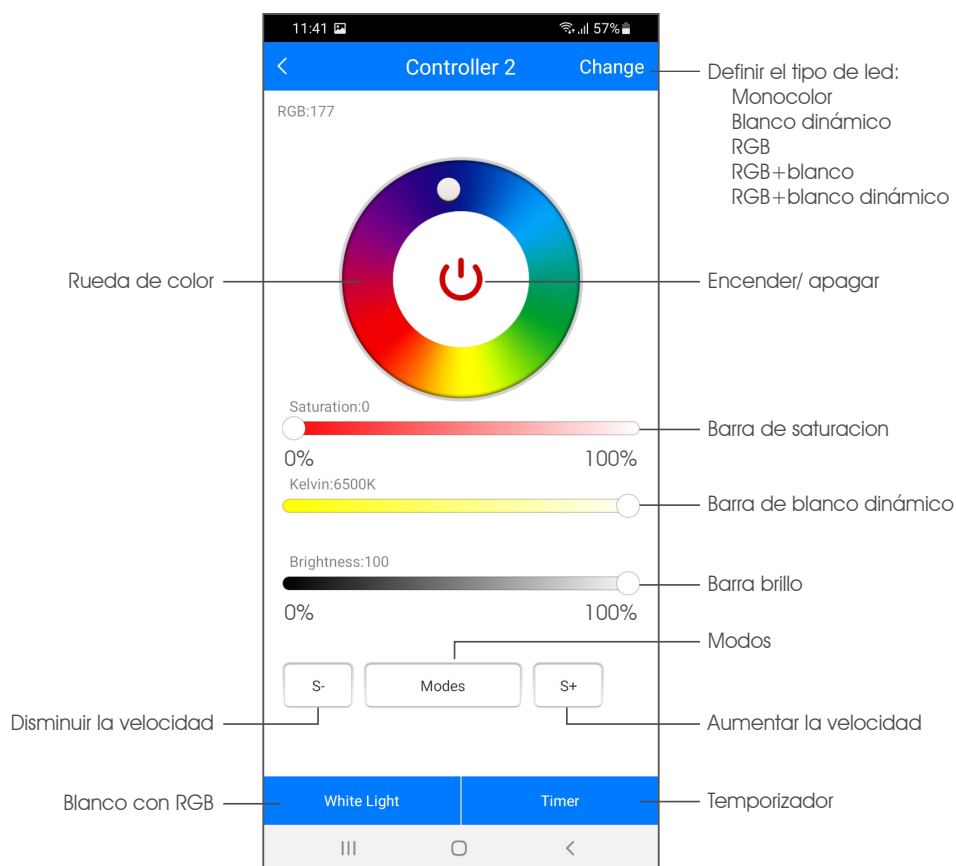 11:41
57%
Controller 2
Change
Definir el tipo de led:
Monocolor
Blanco dinámico
RGB
RGB+blanco
RGB+blanco dinámico
RGB:177
Rueda de color
Encender/ apagar
Saturation:0
Barra de saturacion
0%
100%
Kelvin:6500K
Barra de blanco dinámico
Brightness:100
Barra brillo
0%
100%
Modos
S-
Modes
S+
Disminuir la velocidad
Aumentar la velocidad
Blanco con RGB
White Light
Timer
Temporizador